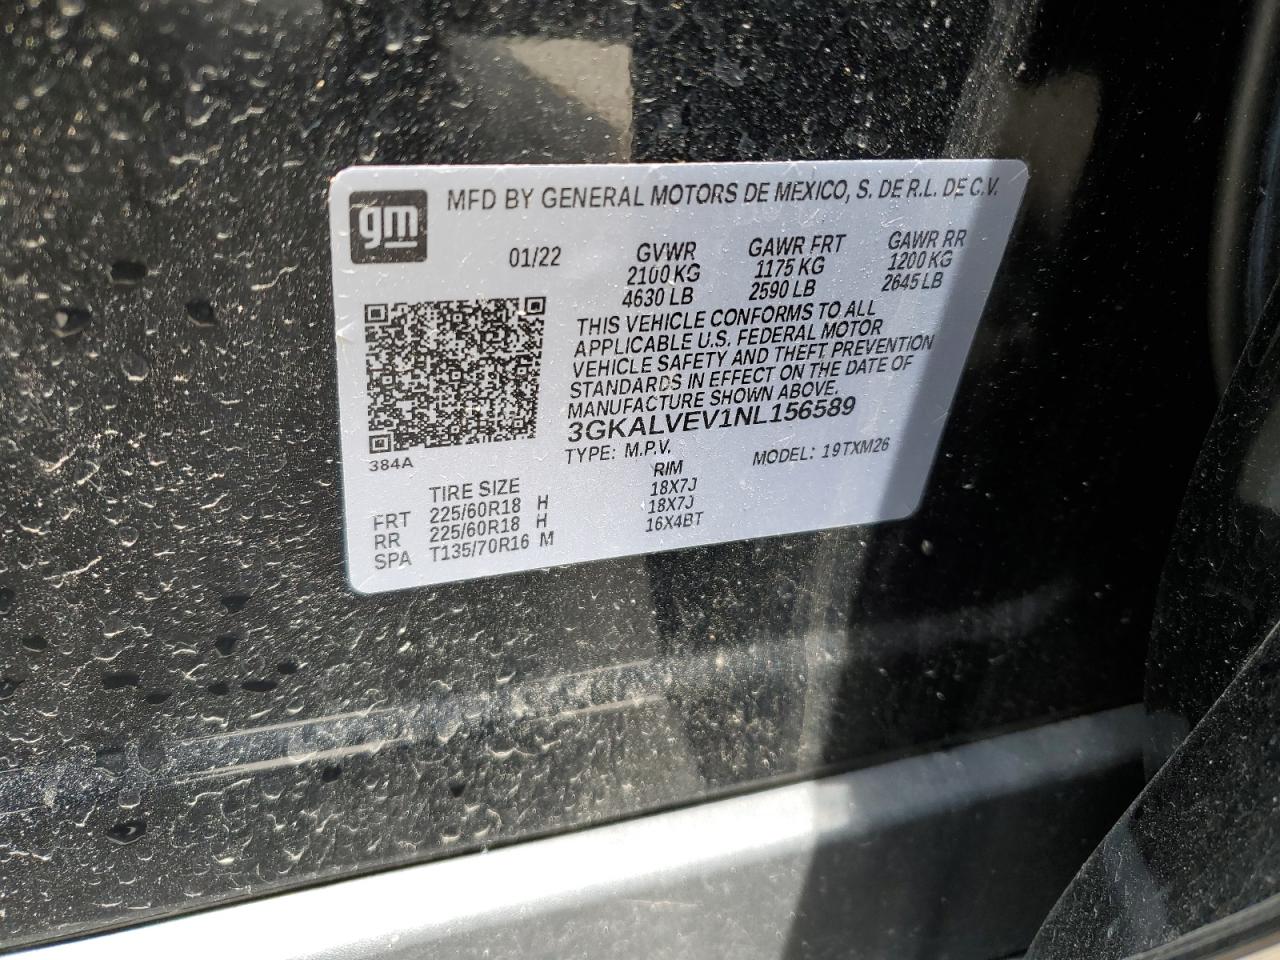 gm
MFD BY GENERAL MOTORS DE MEXICO, S. DE R.L. DE C.V.
01/22 GVWR GAWR FRT GAWR RR
2100 KG 1175 KG 1200 KG
4630 LB 2590 LB 2645 LB
THIS VEHICLE CONFORMS TO ALL
APPLICABLE U.S. FEDERAL MOTOR
VEHICLE SAFETY AND THEFT PREVENTION
STANDARDS IN EFFECT ON THE DATE OF
MANUFACTURE SHOWN ABOVE.
3GKALVEV1NL156589
TYPE: M.P.V. MODEL: 19TXM26
384A
TIRE SIZE RIM
FRT 225/60R18 H 18X7J
RR 225/60R18 H 18X7J
SPA T135/70R16 M 16X4BT